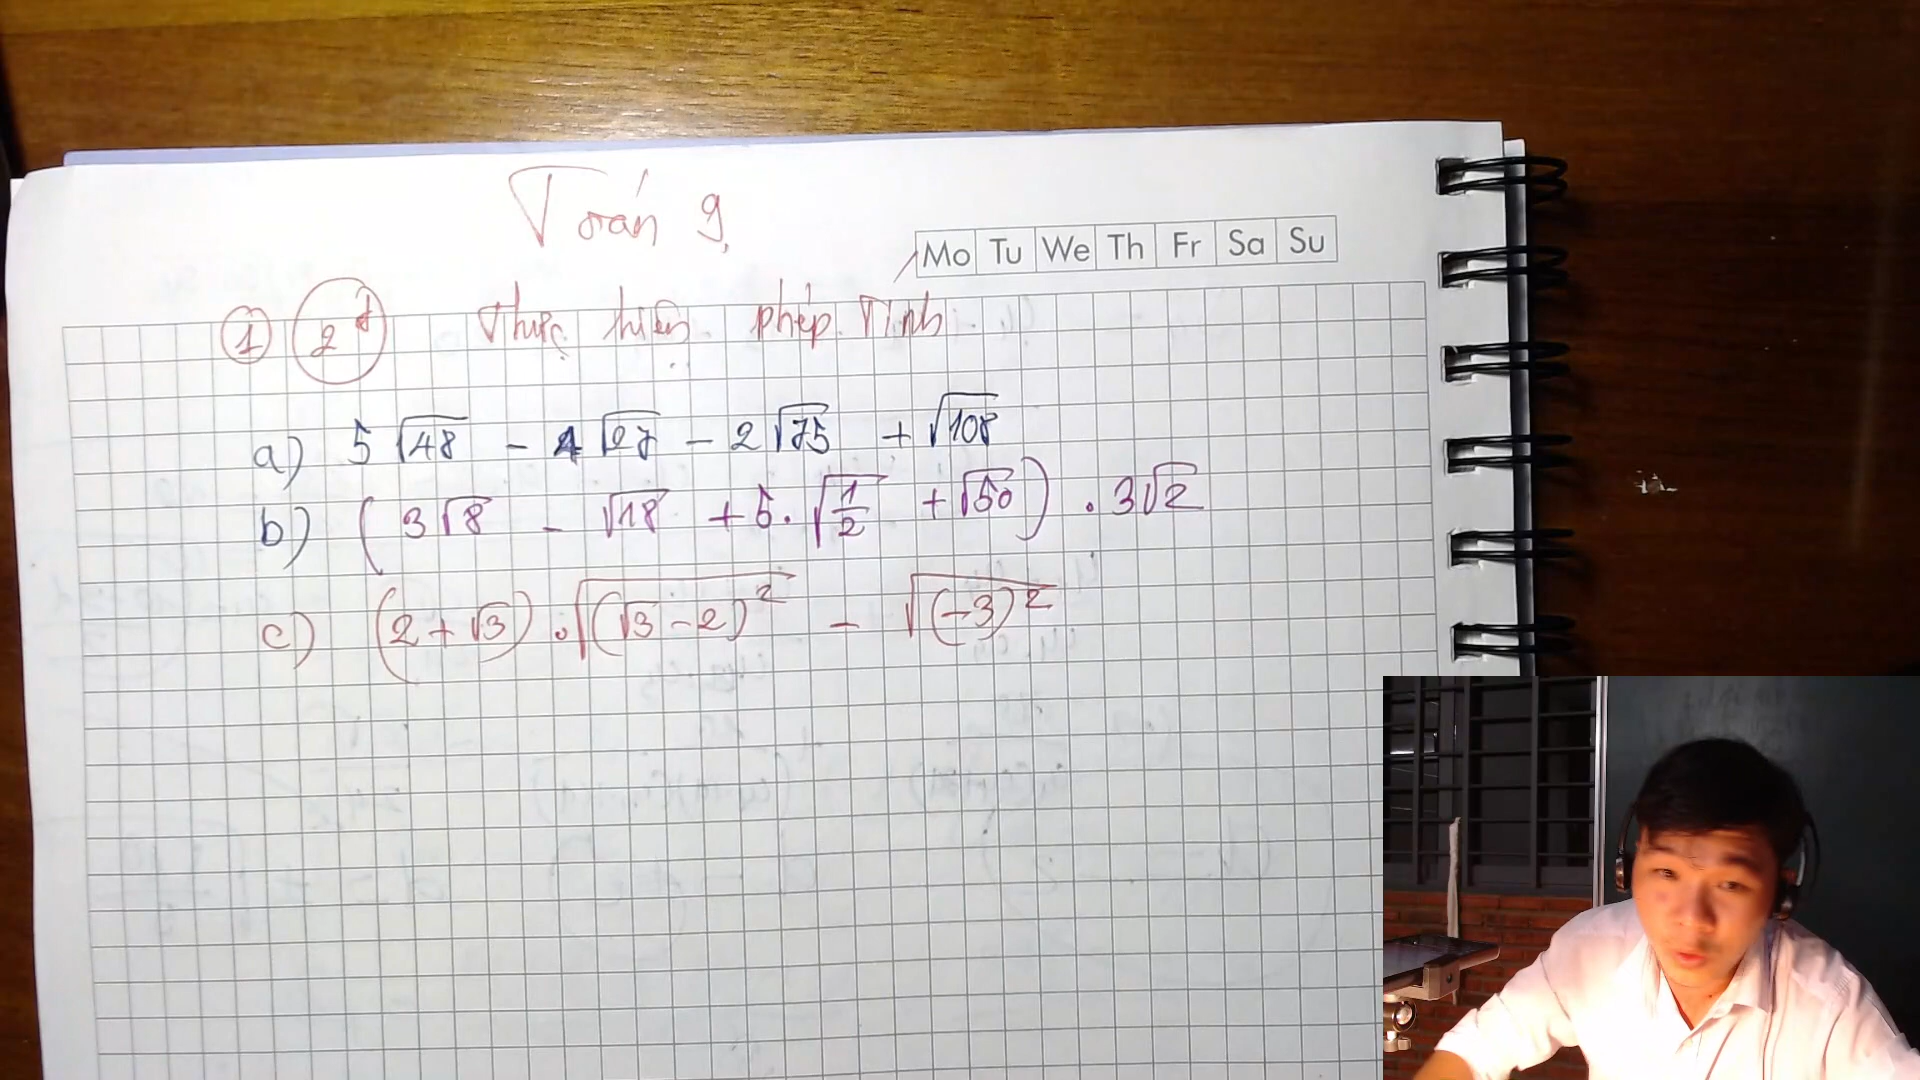 Toán 9
Mo Tu We Th Fr Sa Su
① 2đ Thực hiện phép tính
a) 5√48 - 4√27 - 2√75 + √108
b) (3√8 - √18 + 5.√(1/2) + √50) . 3√2
c) (2 + √3) . √(√3 - 2)² - √(-3)²